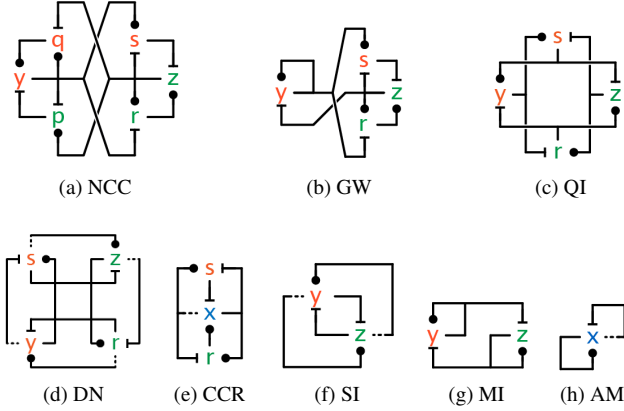 q s
y z
p r
(a) NCC
s
y z
r
(b) GW
s
y z
r
(c) QI
s z
y r
(d) DN
s
x
r
(e) CCR
y
z
(f) SI
y z
(g) MI
x
(h) AM